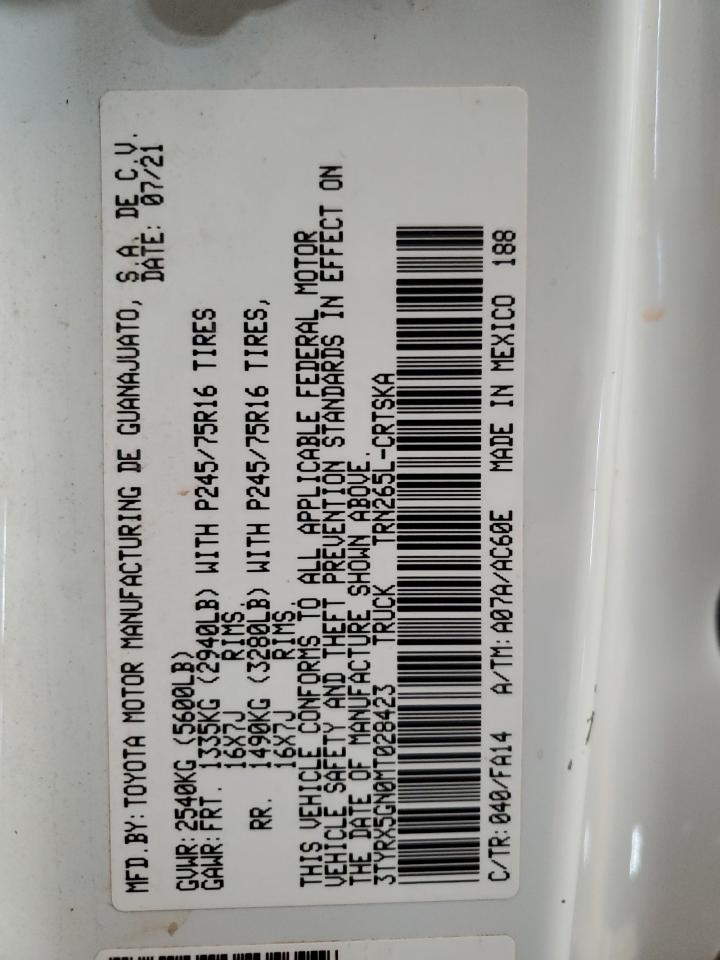 MFD.BY:TOYOTA MOTOR MANUFACTURING DE GUANAJUATO, S.A. DE C.V.
DATE: 07/21
GVWR:2540KG (5600LB)
GAWR:FRT. 1335KG (2940LB) WITH P245/75R16 TIRES
16X7J RIMS,
RR. 1490KG (3280LB) WITH P245/75R16 TIRES,
16X7J RIMS.
THIS VEHICLE CONFORMS TO ALL APPLICABLE FEDERAL MOTOR
VEHICLE SAFETY AND THEFT PREVENTION STANDARDS IN EFFECT ON
THE DATE OF MANUFACTURE SHOWN ABOVE.
3TYRX5GN0MT028423 TRUCK TRN265L-CRTSKA
C/TR:040/FA14 A/TM:A07A/AC60E MADE IN MEXICO 188